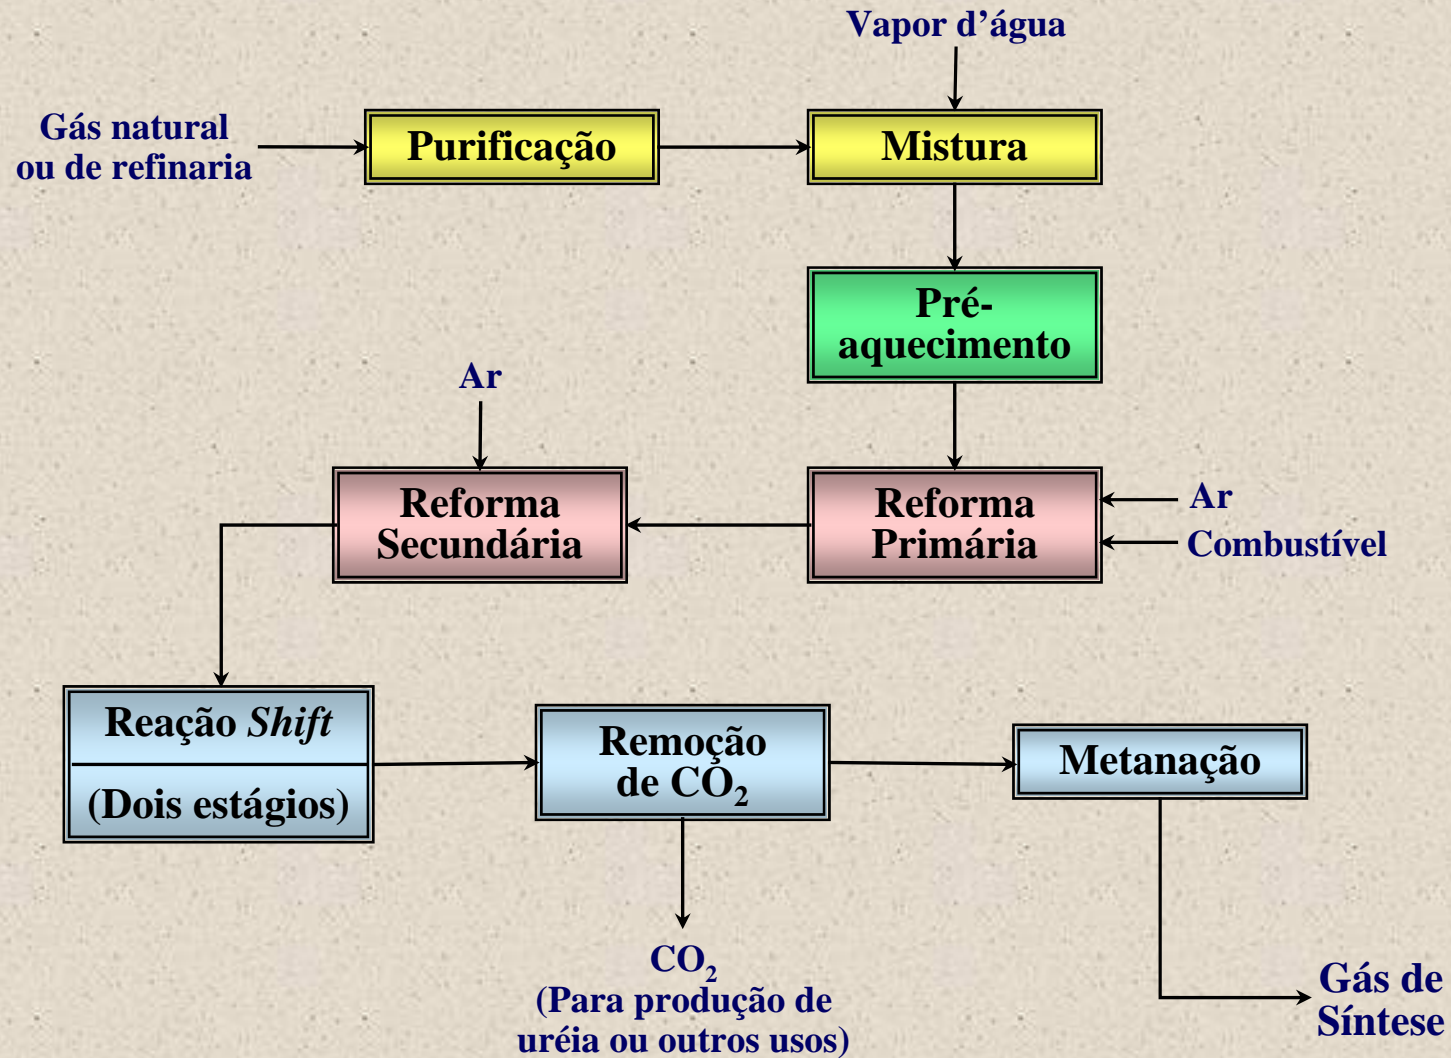 Vapor d’água
Gás natural
ou de refinaria
Purificação
Mistura
Pré-
aquecimento
Ar
Reforma
Secundária
Reforma
Primária
Ar
Combustível
Reação Shift
(Dois estágios)
Remoção
de CO₂
Metanação
CO₂
(Para produção de
uréia ou outros usos)
Gás de
Síntese